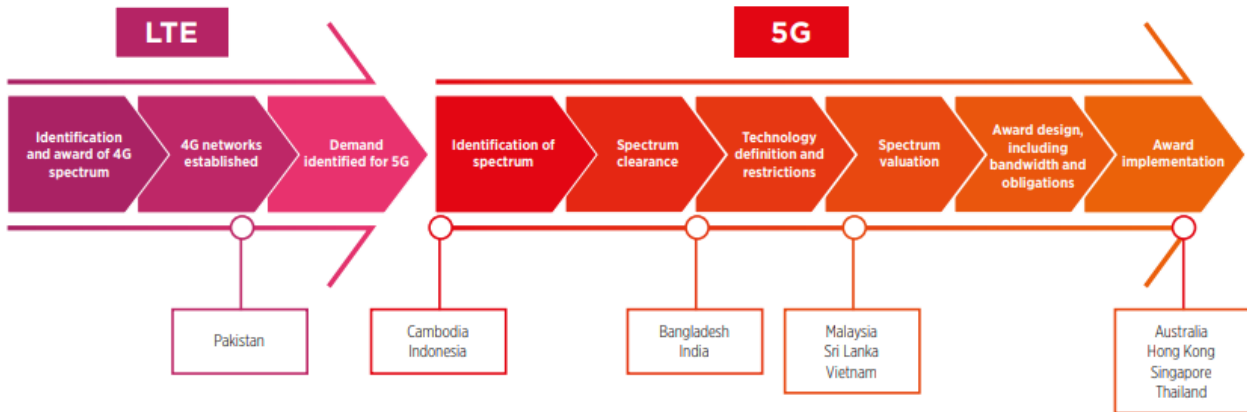 LTE
5G
Identification
and award of 4G
spectrum
4G networks
established
Demand
identified for 5G
Identification of
spectrum
Spectrum
clearance
Technology
definition and
restrictions
Spectrum
valuation
Award design,
including
bandwidth and
obligations
Award
implementation
Pakistan
Cambodia
Indonesia
Bangladesh
India
Malaysia
Sri Lanka
Vietnam
Australia
Hong Kong
Singapore
Thailand